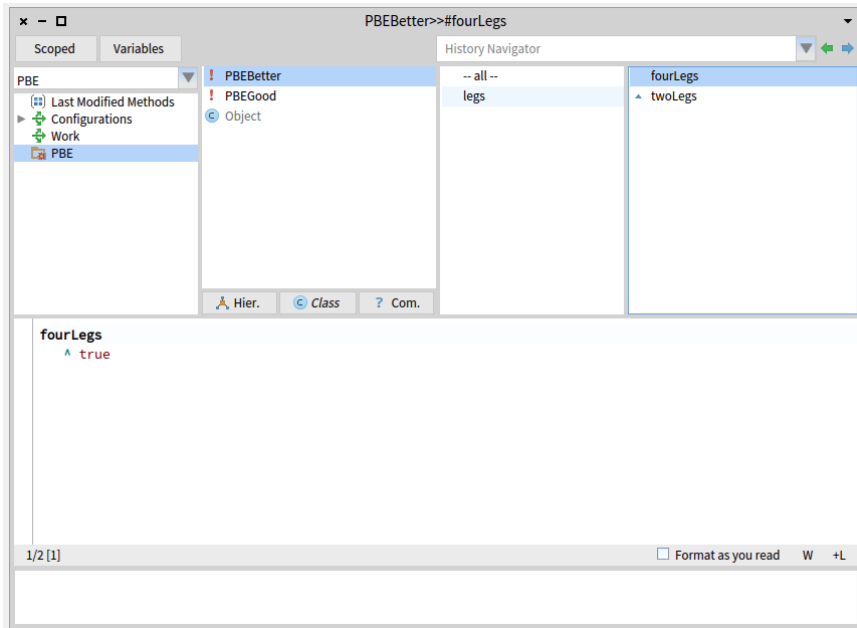 PBEBetter>>#fourLegs
Scoped
Variables
History Navigator
PBE
Last Modified Methods
Configurations
Work
PBE
PBEBetter
PBEGood
Object
Hier.
Class
? Com.
-- all --
legs
fourLegs
twoLegs
fourLegs
^ true
1/2 [1]
Format as you read
W
+L